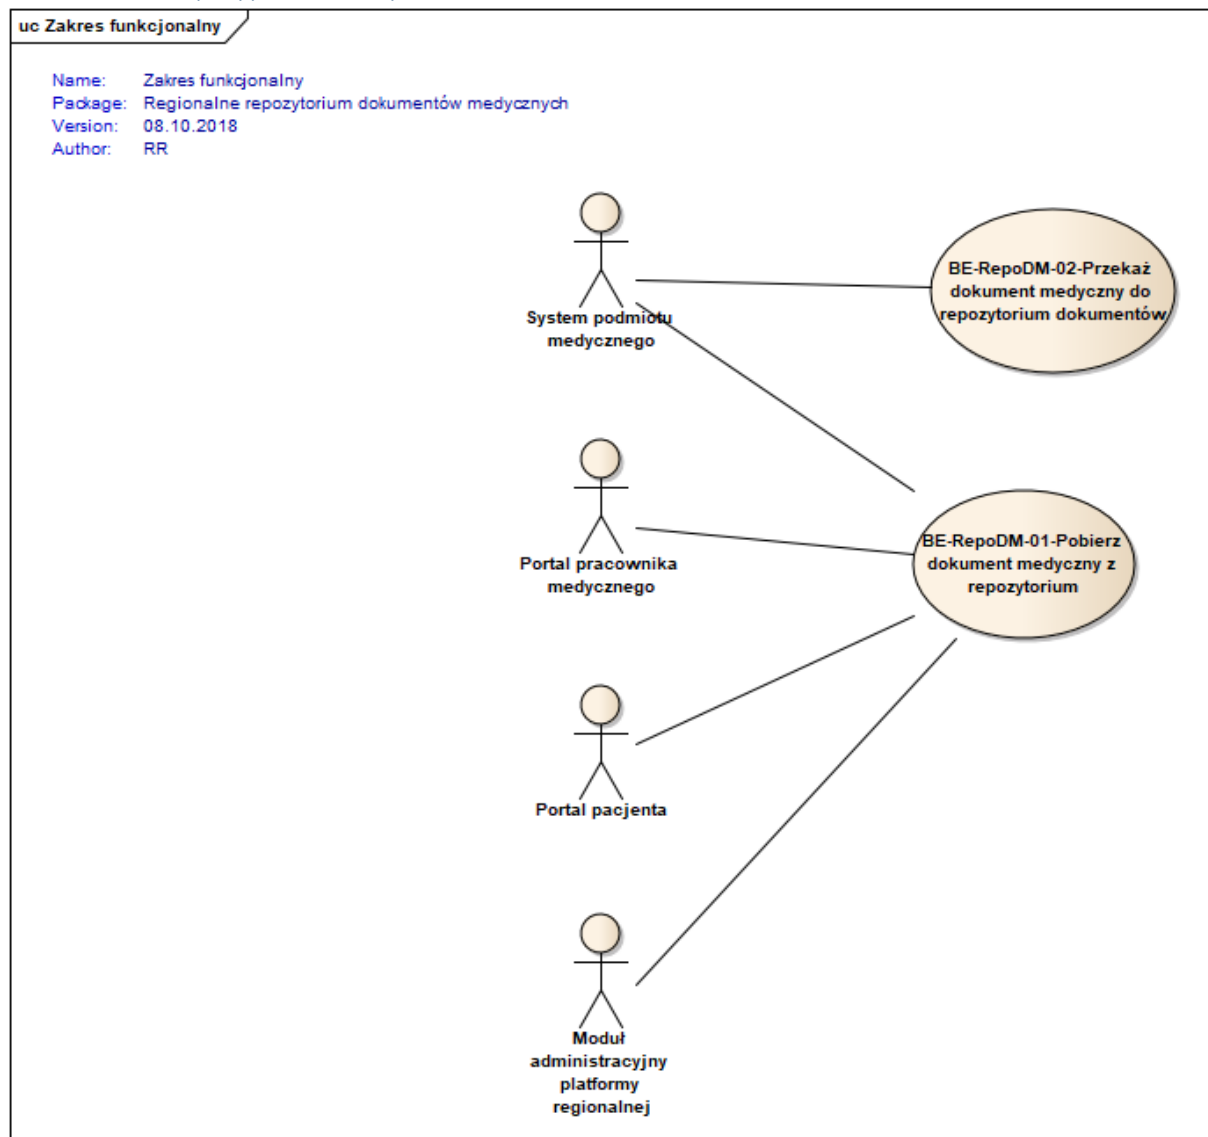 uc Zakres funkcjonalny
Name: Zakres funkcjonalny
Package: Regionalne repozytorium dokumentów medycznych
Version: 08.10.2018
Author: RR
System podmiotu
medycznego
BE-RepoDM-02-Przekaż
dokument medyczny do
repozytorium dokumentów
Portal pracownika
medycznego
BE-RepoDM-01-Pobierz
dokument medyczny z
repozytorium
Portal pacjenta
Moduł
administracyjny
platformy
regionalnej